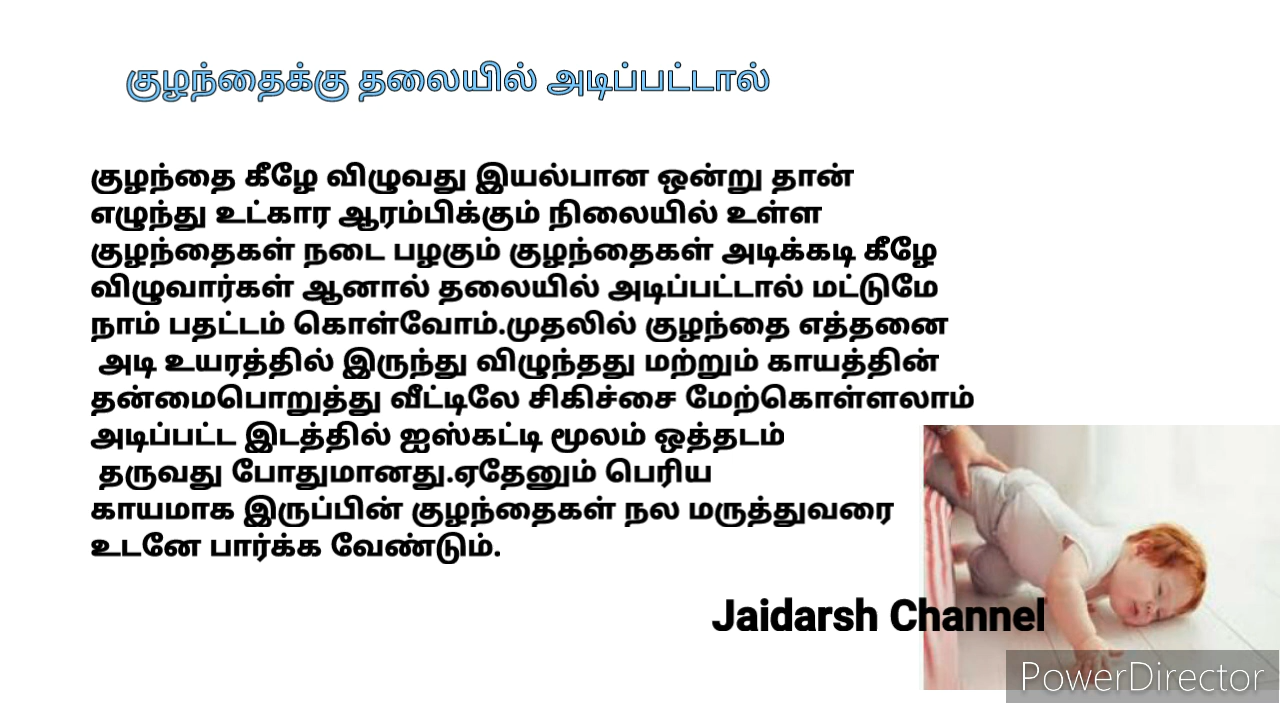 குழந்தைக்கு தலையில் அடிப்பட்டால்
குழந்தை கீழே விழுவது இயல்பான ஒன்று தான்
எழுந்து உட்கார ஆரம்பிக்கும் நிலையில் உள்ள
குழந்தைகள் நடை பழகும் குழந்தைகள் அடிக்கடி கீழே
விழுவார்கள் ஆனால் தலையில் அடிப்பட்டால் மட்டுமே
நாம் பதட்டம் கொள்வோம்.முதலில் குழந்தை எத்தனை
அடி உயரத்தில் இருந்து விழுந்தது மற்றும் காயத்தின்
தன்மைபொறுத்து வீட்டிலே சிகிச்சை மேற்கொள்ளலாம்
அடிப்பட்ட இடத்தில் ஐஸ்கட்டி மூலம் ஒத்தடம்
தருவது போதுமானது.ஏதேனும் பெரிய
காயமாக இருப்பின் குழந்தைகள் நல மருத்துவரை
உடனே பார்க்க வேண்டும்.
Jaidarsh Channel
PowerDirector